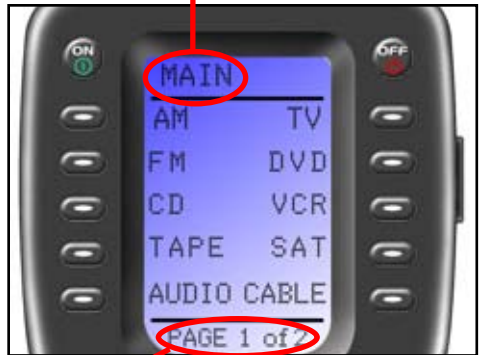 ON OFF
MAIN
AM TV
FM DVD
CD VCR
TAPE SAT
AUDIO CABLE
PAGE 1 of 2